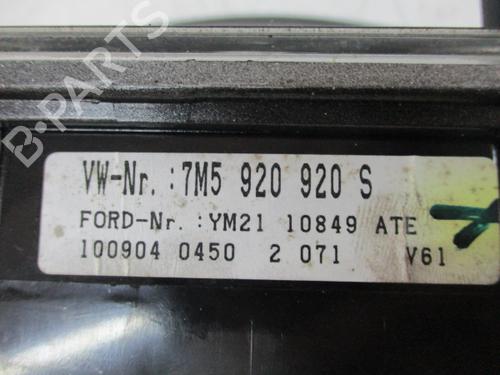 B-PARTS
VW-Nr.:7M5 920 920 S
FORD-Nr.:YM21 10849 ATE
100904 0450 2 071 V61